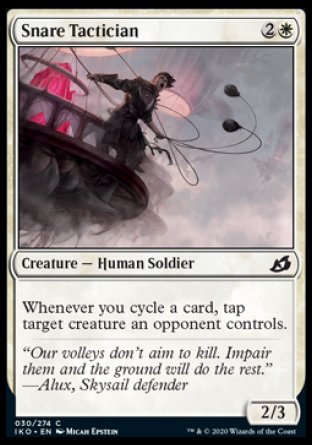 Snare Tactician 2
Creature — Human Soldier
Whenever you cycle a card, tap
target creature an opponent controls.
“Our volleys don’t aim to kill. Impair
them and the ground will do the rest.”
—Alux, Skysail defender
2/3
030/274 C
IKO • EN MICAH EPSTEIN
™ & © 2020 Wizards of the Coast